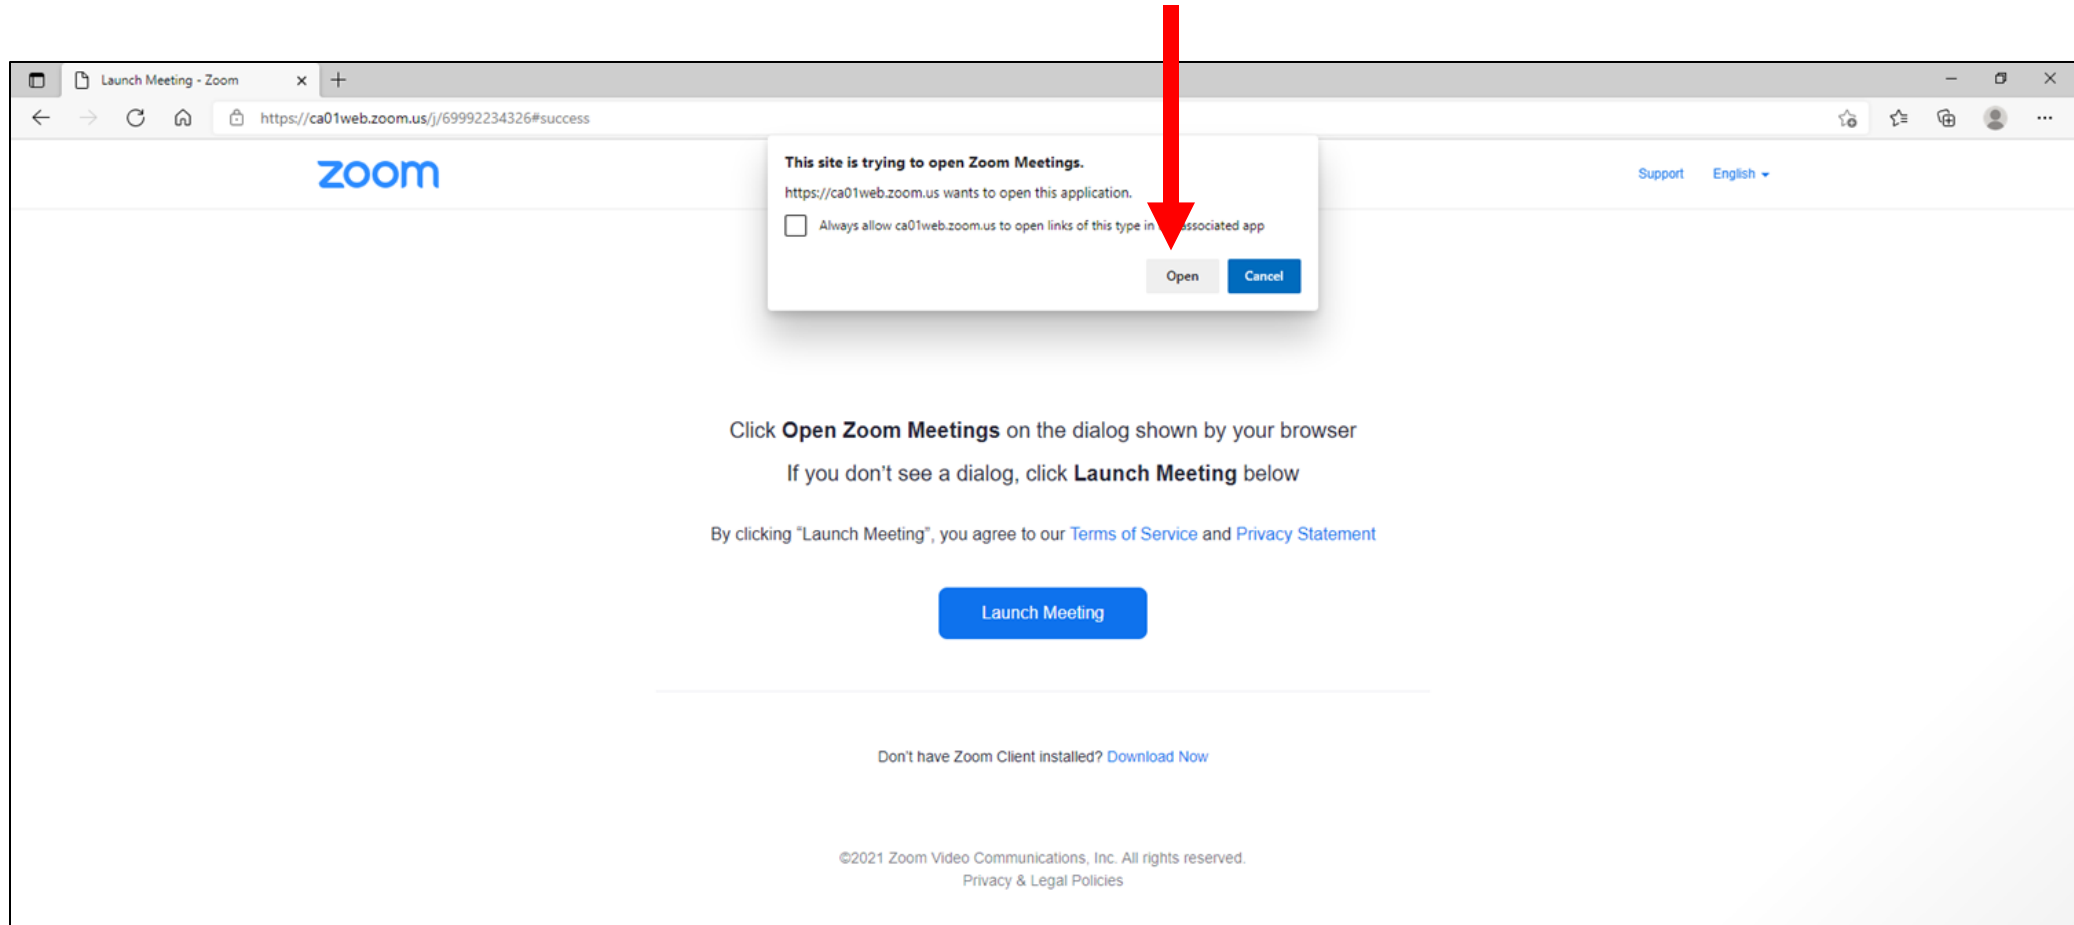 Launch Meeting - Zoom
https://ca01web.zoom.us/j/69992234326#success
zoom
This site is trying to open Zoom Meetings.
https://ca01web.zoom.us wants to open this application.
Always allow ca01web.zoom.us to open links of this type in associated app
Open Cancel
Support English
Click Open Zoom Meetings on the dialog shown by your browser
If you don't see a dialog, click Launch Meeting below
By clicking “Launch Meeting”, you agree to our Terms of Service and Privacy Statement
Launch Meeting
Don't have Zoom Client installed? Download Now
©2021 Zoom Video Communications, Inc. All rights reserved.
Privacy & Legal Policies